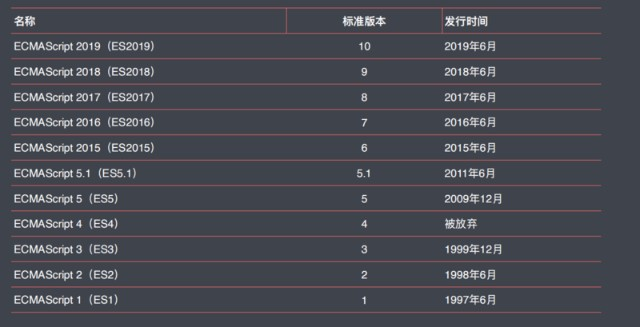 名称 标准版本 发行时间
ECMAScript 2019（ES2019） 10 2019年6月
ECMAScript 2018（ES2018） 9 2018年6月
ECMAScript 2017（ES2017） 8 2017年6月
ECMAScript 2016（ES2016） 7 2016年6月
ECMAScript 2015（ES2015） 6 2015年6月
ECMAScript 5.1（ES5.1） 5.1 2011年6月
ECMAScript 5（ES5） 5 2009年12月
ECMAScript 4（ES4） 4 被放弃
ECMAScript 3（ES3） 3 1999年12月
ECMAScript 2（ES2） 2 1998年6月
ECMAScript 1（ES1） 1 1997年6月